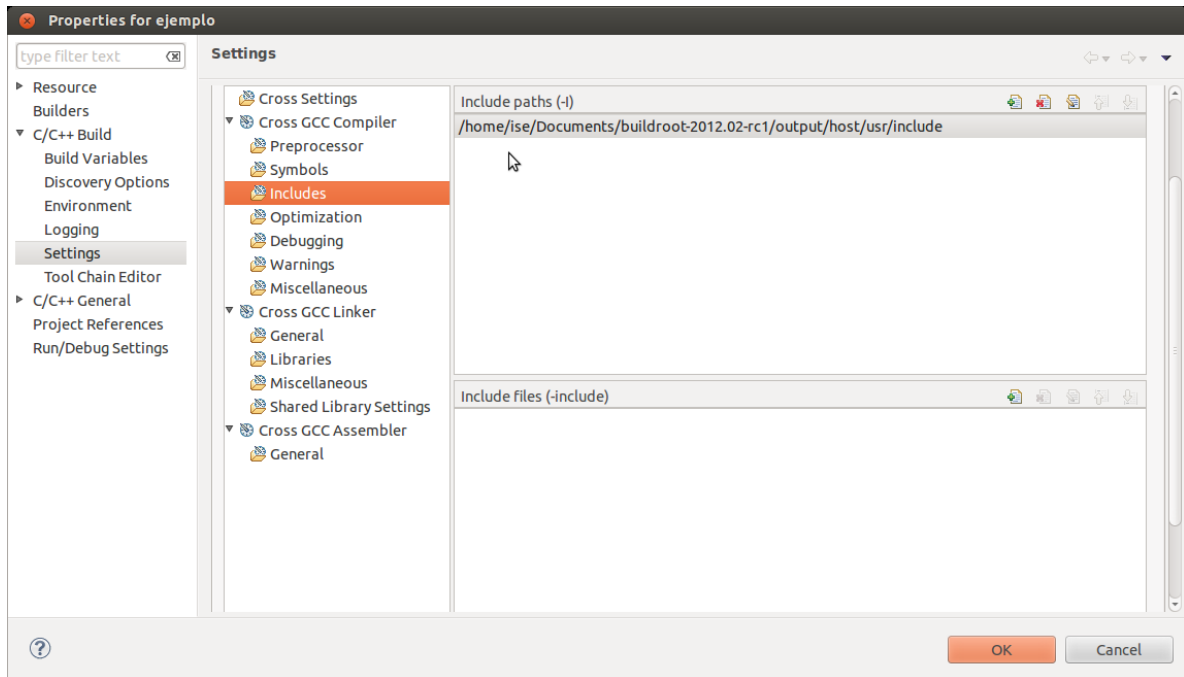 Properties for ejemplo
type filter text
Settings
Resource
Builders
C/C++ Build
Build Variables
Discovery Options
Environment
Logging
Settings
Tool Chain Editor
C/C++ General
Project References
Run/Debug Settings
Cross Settings
Cross GCC Compiler
Preprocessor
Symbols
Includes
Optimization
Debugging
Warnings
Miscellaneous
Cross GCC Linker
General
Libraries
Miscellaneous
Shared Library Settings
Cross GCC Assembler
General
Include paths (-I)
/home/ise/Documents/buildroot-2012.02-rc1/output/host/usr/include
Include files (-include)
OK
Cancel